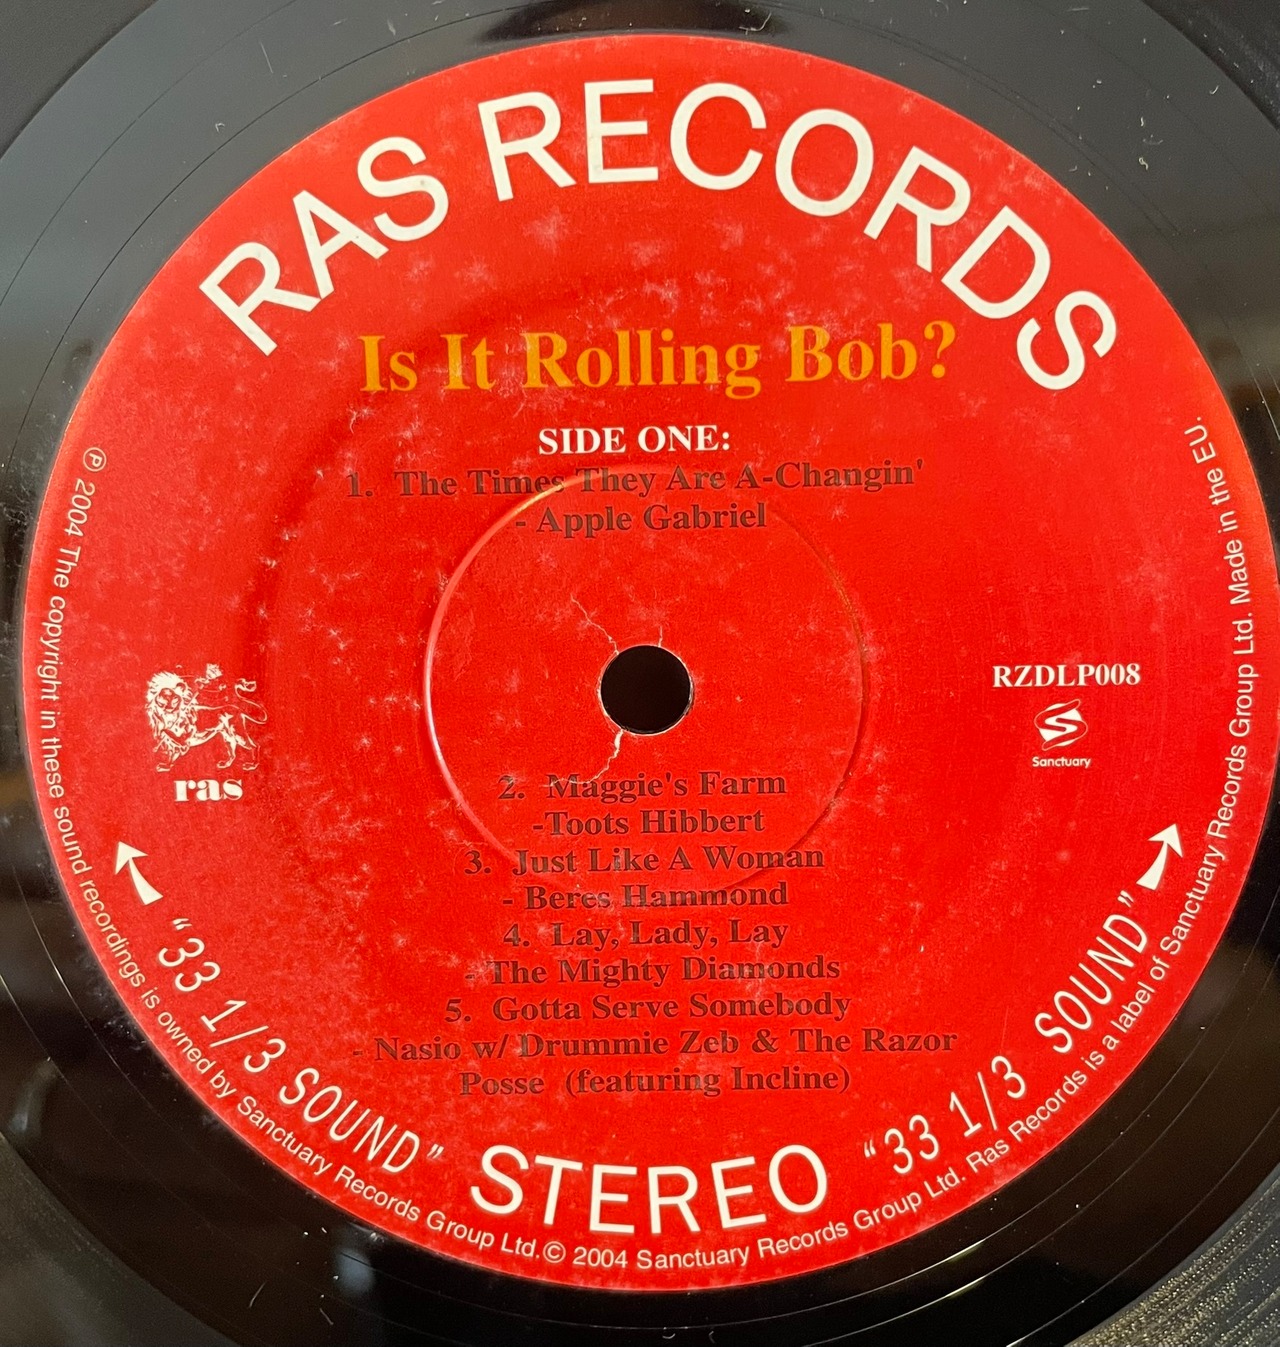 RAS RECORDS
Is It Rolling Bob?
SIDE ONE:
1. The Times They Are A-Changin'
- Apple Gabriel
RZDLP008
Sanctuary
ras
2. Maggie's Farm
-Toots Hibbert
3. Just Like A Woman
- Beres Hammond
4. Lay, Lady, Lay
- The Mighty Diamonds
5. Gotta Serve Somebody
- Nasio w/ Drummie Zeb & The Razor
Posse (featuring Incline)
“33 1/3 SOUND” STEREO “33 1/3 SOUND”
℗ 2004 The copyright in these sound recordings is owned by Sanctuary Records Group Ltd. © 2004 Sanctuary Records Group Ltd. Ras Records is a label of Sanctuary Records Group Ltd. Made in the EU.